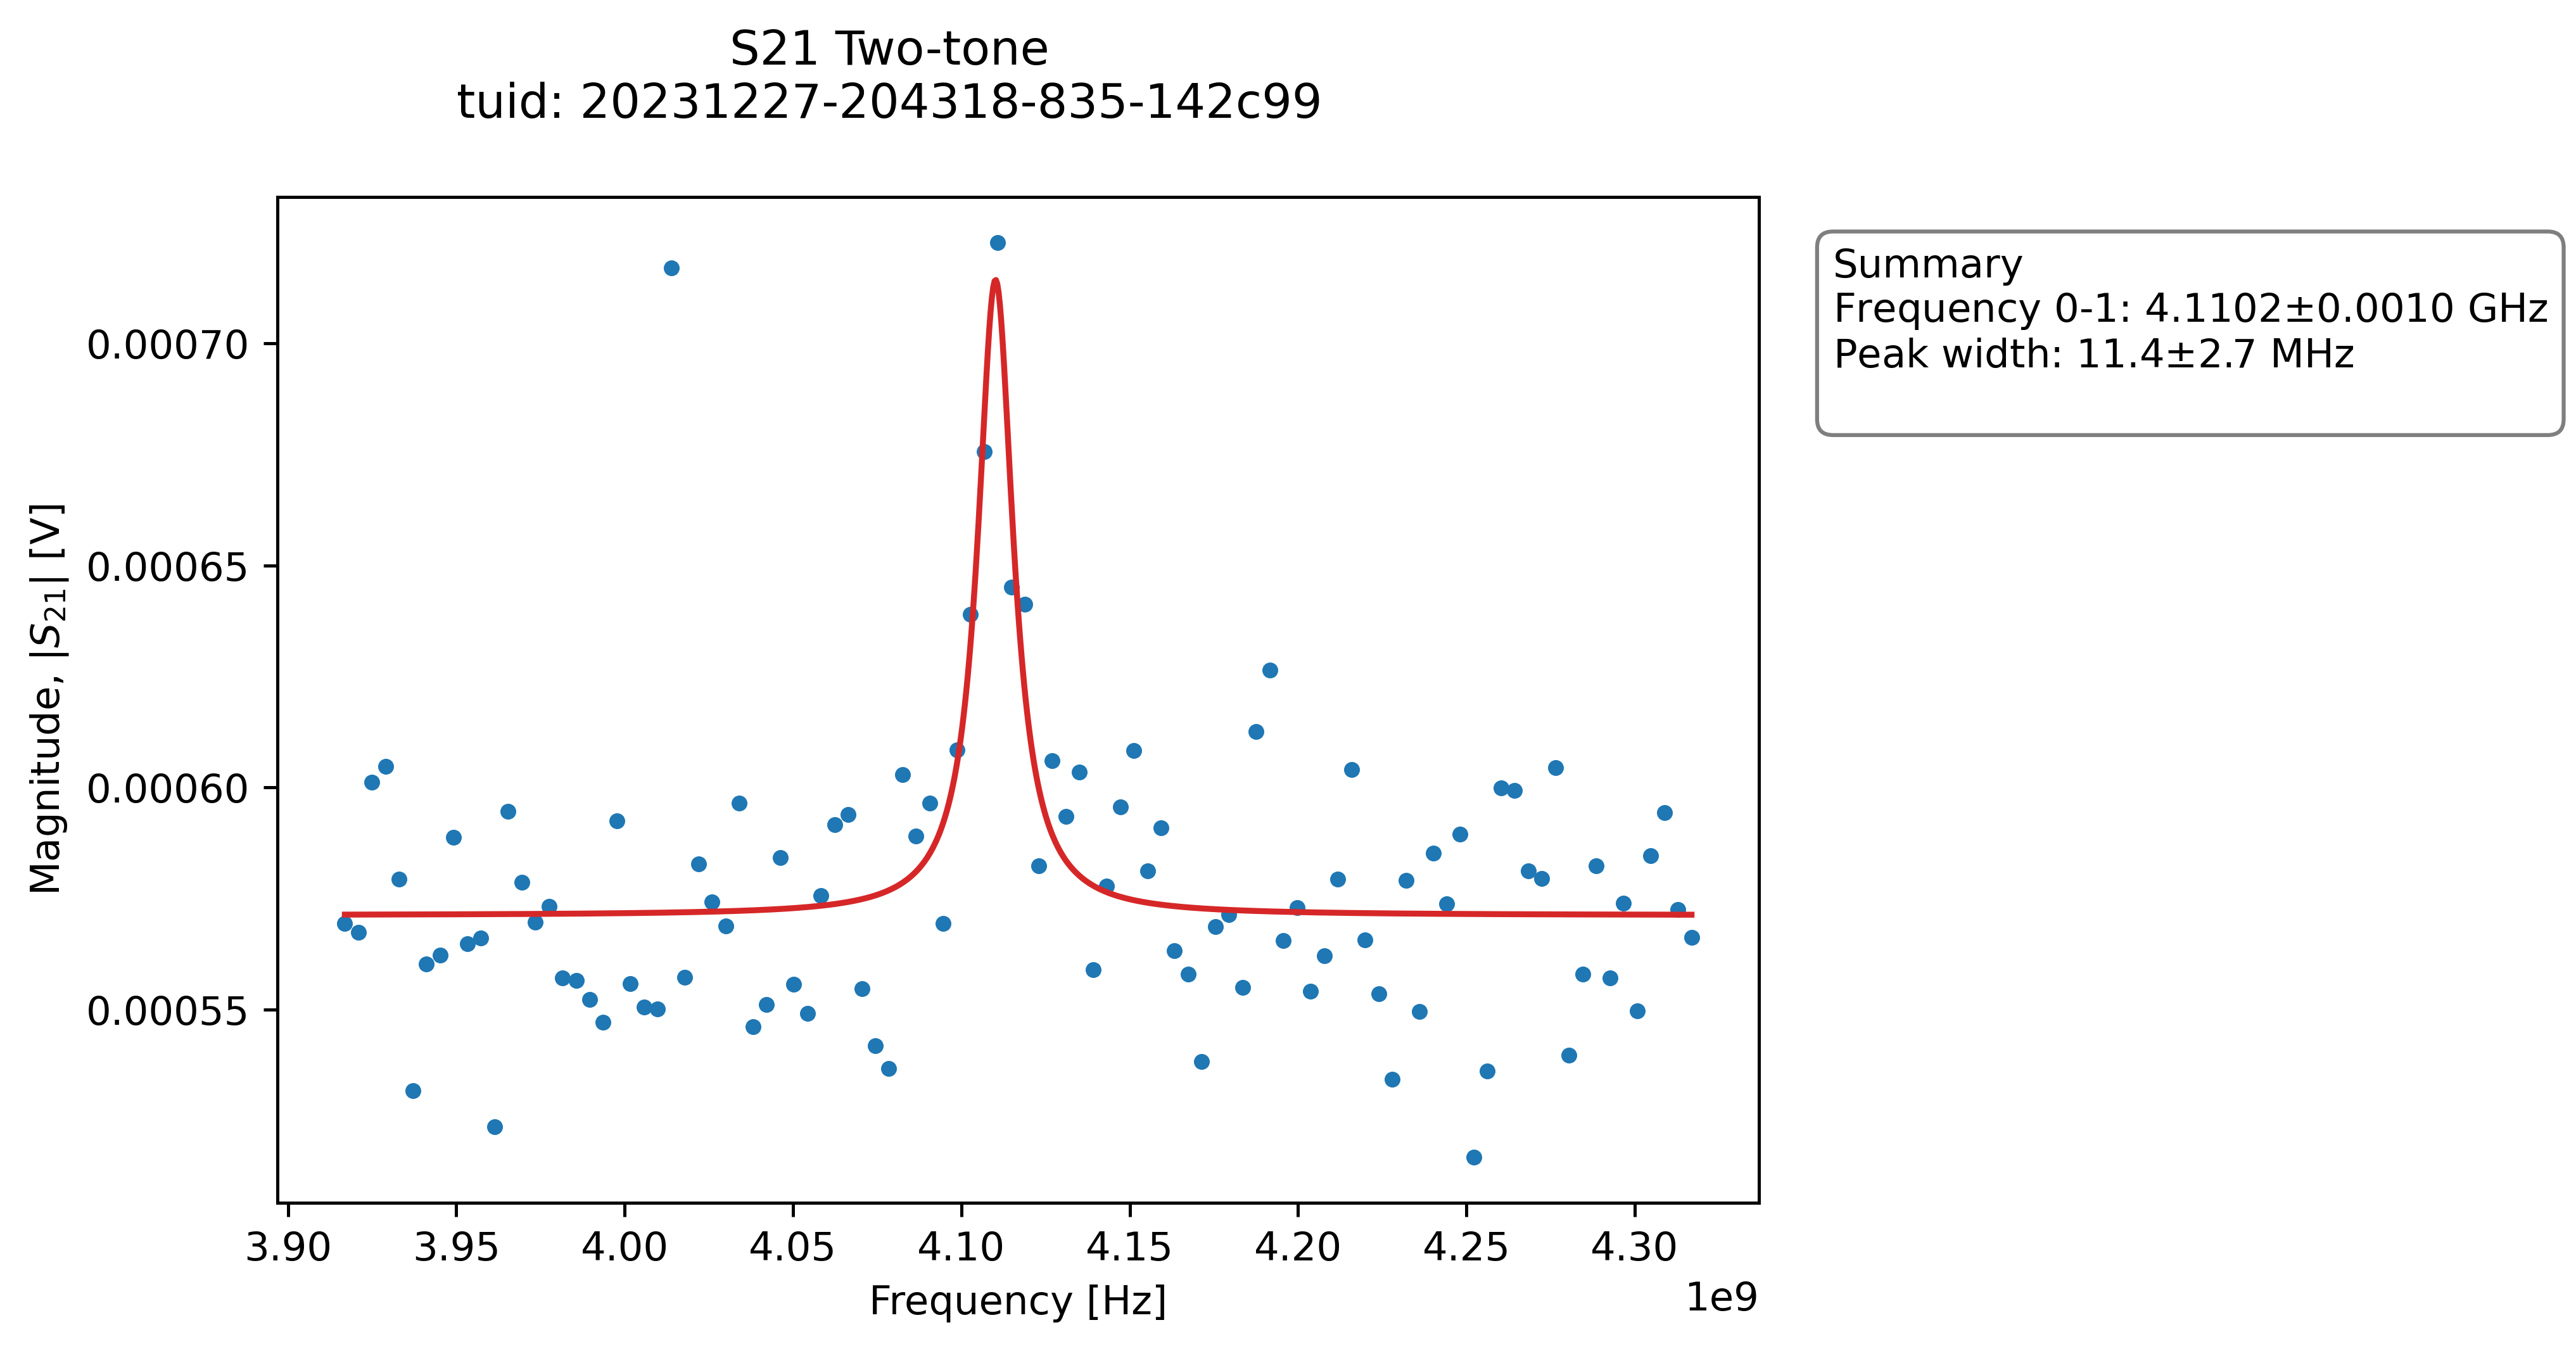 S21 Two-tone
tuid: 20231227-204318-835-142c99
Summary
Frequency 0-1: 4.1102±0.0010 GHz
Peak width: 11.4±2.7 MHz
Magnitude, |S21| [V]
0.00070
0.00065
0.00060
0.00055
3.90 3.95 4.00 4.05 4.10 4.15 4.20 4.25 4.30
Frequency [Hz]
1e9